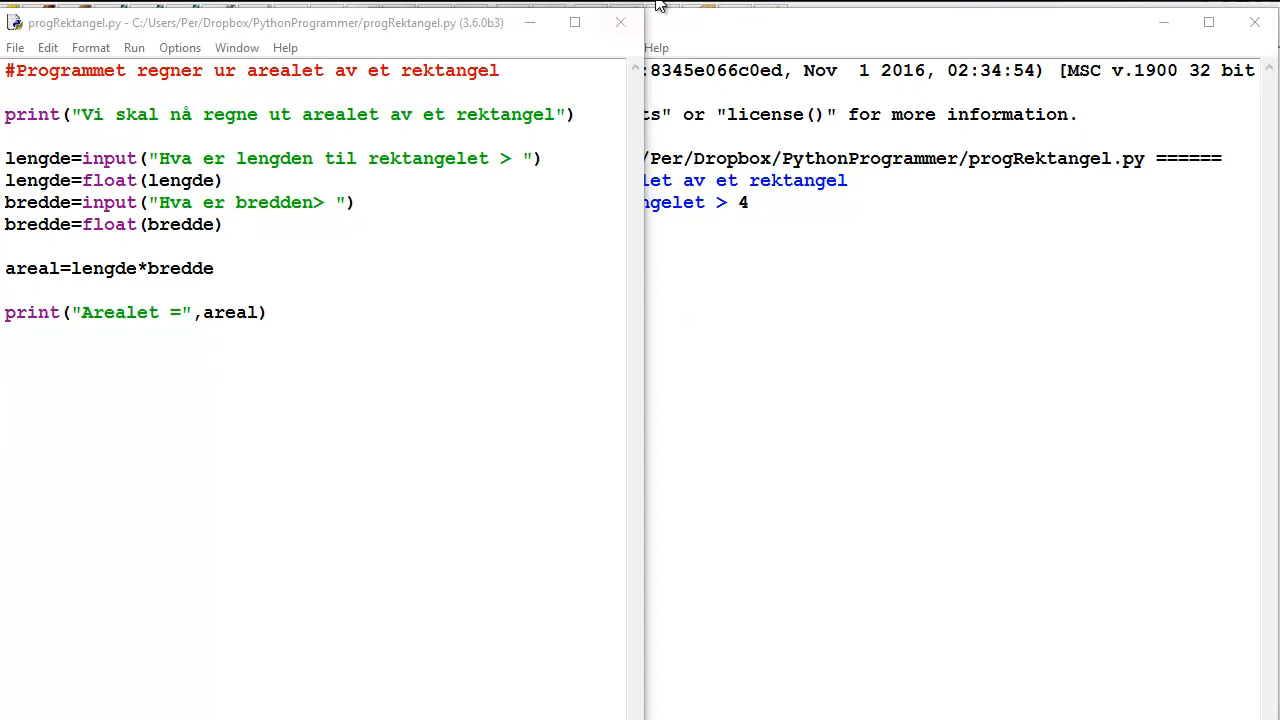 progRektangel.py - C:/Users/Per/Dropbox/PythonProgrammer/progRektangel.py (3.6.0b3)
File Edit Format Run Options Window Help
#Programmet regner ur arealet av et rektangel
print("Vi skal nå regne ut arealet av et rektangel")
lengde=input("Hva er lengden til rektangelet > ")
lengde=float(lengde)
bredde=input("Hva er bredden> ")
bredde=float(bredde)
areal=lengde*bredde
print("Arealet =",areal)
Help
:8345e066c0ed, Nov 1 2016, 02:34:54) [MSC v.1900 32 bit
ts" or "license()" for more information.
/Per/Dropbox/PythonProgrammer/progRektangel.py ======
let av et rektangel
ngelet > 4